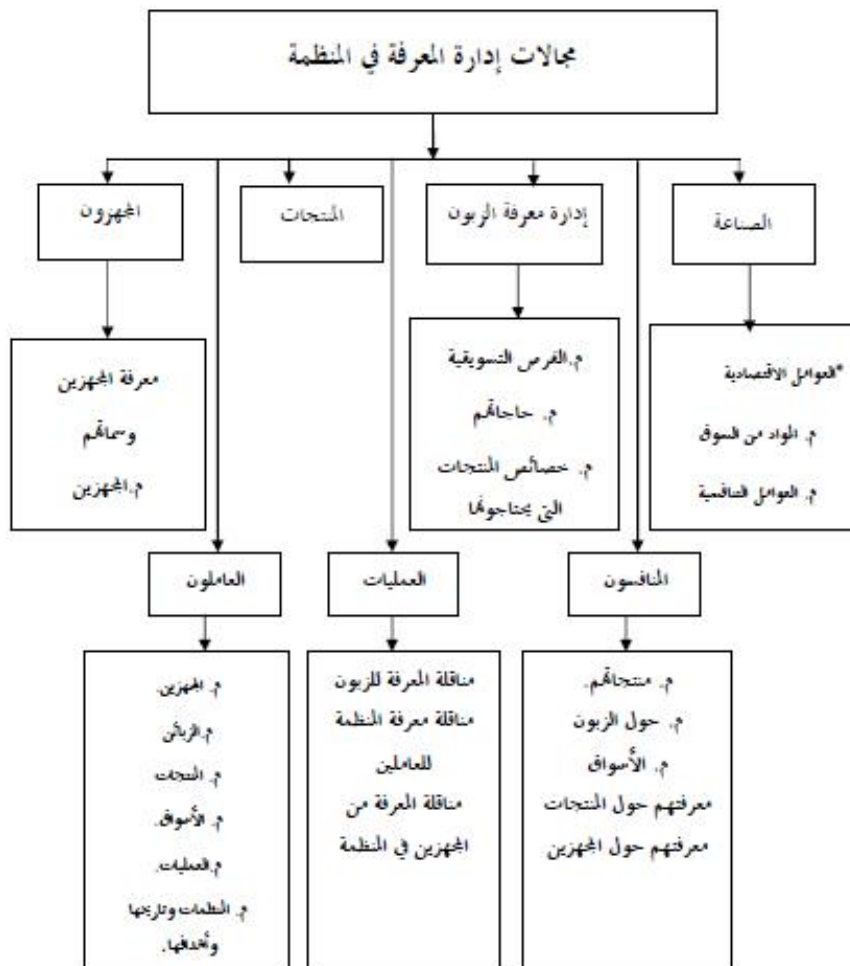 مجالات إدارة المعرفة في المنظمة
الصناعة
إدارة معرفة الزبون
المنتجات
المجهزون
*العوامل الاقتصادية
م. المواد من السوق
م. العوامل التنافسية
م.الفرص التسويقية
م. حاجاتهم
م. خصائص المنتجات
التي يحتاجونها
معرفة المجهزين
وسماتهم
م.المجهزين
المنافسون
العمليات
العاملون
م. منتجاتهم.
م. حول الزبون
م. الأسواق
معرفتهم حول المنتجات
معرفتهم حول المجهزين
مناقلة المعرفة للزبون
مناقلة معرفة المنظمة
للعاملين
مناقلة المعرفة من
المجهزين في المنظمة
م. المجهزين.
م.الزبائن
م. المنتجات
م. الأسواق.
م.العمليات.
م. المنظمات وتاريخها
وأهدافها.